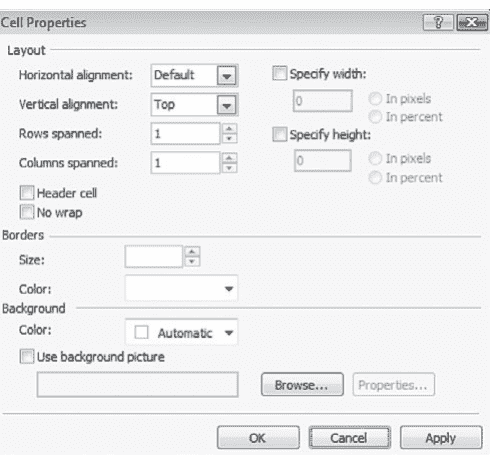 Cell Properties
Layout
Horizontal alignment: Default Specify width:
Vertical alignment: Top 0 In pixels
In percent
Rows spanned: 1 Specify height:
Columns spanned: 1 0 In pixels
In percent
Header cell
No wrap
Borders
Size:
Color:
Background
Color: Automatic
Use background picture
Browse... Properties...
OK Cancel Apply